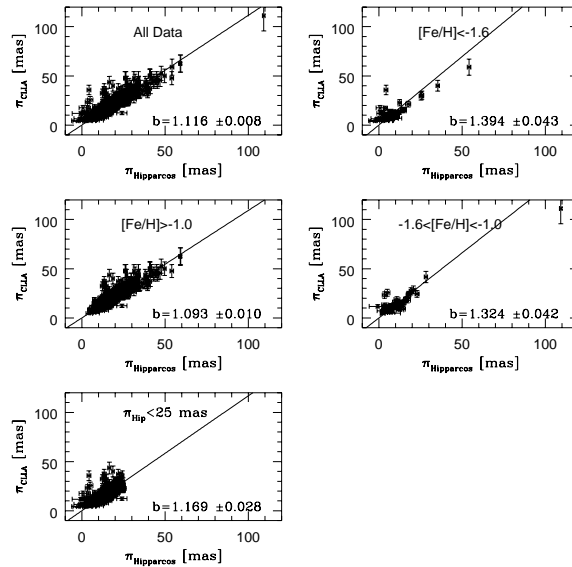 All Data
100
50
0
π_CLLA [mas]
0 50 100
π_Hipparcos [mas]
b=1.116 ±0.008
[Fe/H]<-1.6
100
50
0
π_CLLA [mas]
0 50 100
π_Hipparcos [mas]
b=1.394 ±0.043
[Fe/H]>-1.0
100
50
0
π_CLLA [mas]
0 50 100
π_Hipparcos [mas]
b=1.093 ±0.010
-1.6<[Fe/H]<-1.0
100
50
0
π_CLLA [mas]
0 50 100
π_Hipparcos [mas]
b=1.324 ±0.042
π_Hip<25 mas
100
50
0
π_CLLA [mas]
0 50 100
π_Hipparcos [mas]
b=1.169 ±0.028